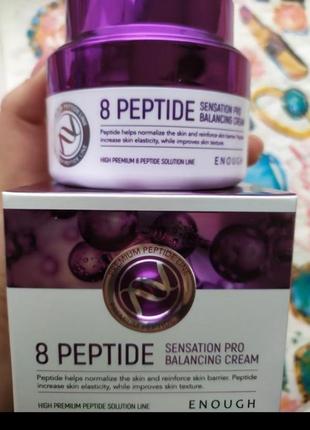 8 PEPTIDE SENSATION PRO
BALANCING CREAM
Peptide helps normalize the skin and reinforce skin barrier. Peptide
increase skin elasticity, while improves skin texture.
HIGH PREMIUM 8 PEPTIDE SOLUTION LINE
ENOUGH
PREMIUM PEPTIDE LINE
8 PEPTIDE SENSATION PRO
BALANCING CREAM
Peptide helps normalize the skin and reinforce skin barrier. Peptide
increase skin elasticity, while improves skin texture.
HIGH PREMIUM PEPTIDE SOLUTION LINE
ENOUGH